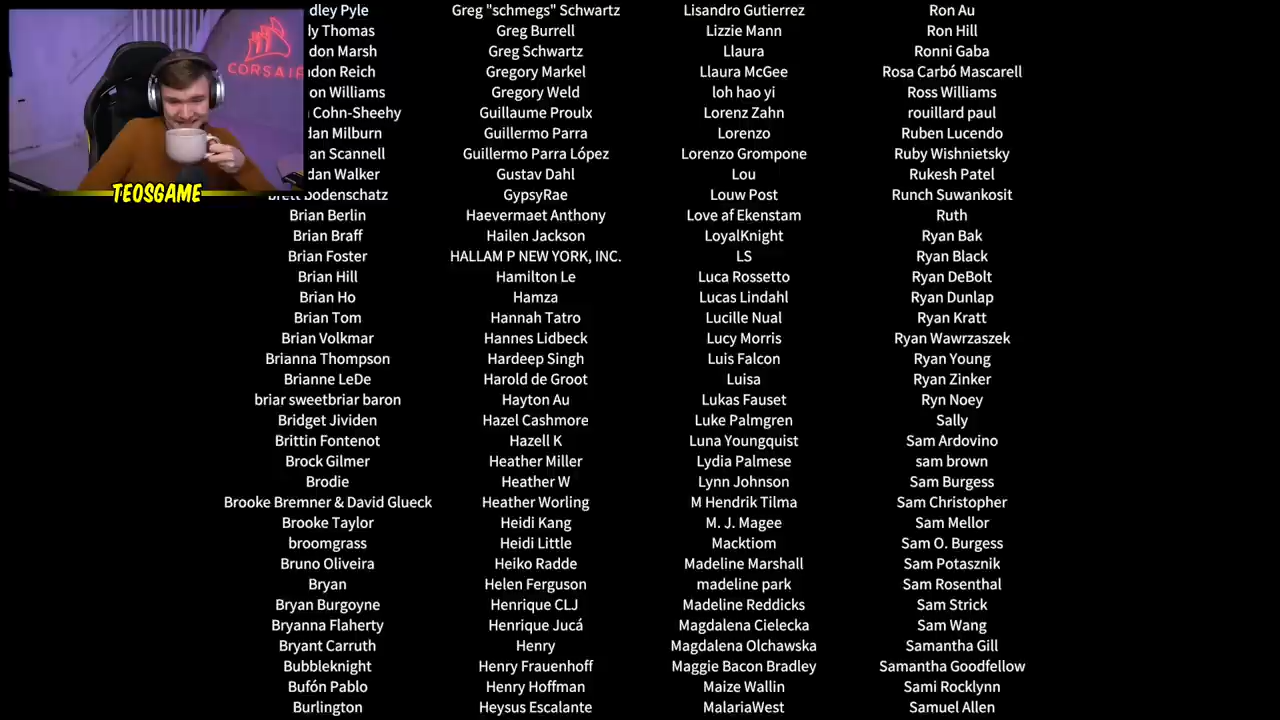 CORSAIR
TEOSGAME
dley Pyle
ly Thomas
don Marsh
don Reich
on Williams
Cohn-Sheehy
dan Milburn
an Scannell
dan Walker
Brett bodenschatz
Brian Berlin
Brian Braff
Brian Foster
Brian Hill
Brian Ho
Brian Tom
Brian Volkmar
Brianna Thompson
Brianne LeDe
briar sweetbriar baron
Bridget Jividen
Brittin Fontenot
Brock Gilmer
Brodie
Brooke Bremner & David Glueck
Brooke Taylor
broomgrass
Bruno Oliveira
Bryan
Bryan Burgoyne
Bryanna Flaherty
Bryant Carruth
Bubbleknight
Bufón Pablo
Burlington
Greg "schmegs" Schwartz
Greg Burrell
Greg Schwartz
Gregory Markel
Gregory Weld
Guillaume Proulx
Guillermo Parra
Guillermo Parra López
Gustav Dahl
GypsyRae
Haevermaet Anthony
Hailen Jackson
HALLAM P NEW YORK, INC.
Hamilton Le
Hamza
Hannah Tatro
Hannes Lidbeck
Hardeep Singh
Harold de Groot
Hayton Au
Hazel Cashmore
Hazell K
Heather Miller
Heather W
Heather Worling
Heidi Kang
Heidi Little
Heiko Radde
Helen Ferguson
Henrique CLJ
Henrique Jucá
Henry
Henry Frauenhoff
Henry Hoffman
Heysus Escalante
Lisandro Gutierrez
Lizzie Mann
Llaura
Llaura McGee
loh hao yi
Lorenz Zahn
Lorenzo
Lorenzo Grompone
Lou
Louw Post
Love af Ekenstam
LoyalKnight
LS
Luca Rossetto
Lucas Lindahl
Lucille Nual
Lucy Morris
Luis Falcon
Luisa
Lukas Fauset
Luke Palmgren
Luna Youngquist
Lydia Palmese
Lynn Johnson
M Hendrik Tilma
M. J. Magee
Macktiom
Madeline Marshall
madeline park
Madeline Reddicks
Magdalena Cielecka
Magdalena Olchawska
Maggie Bacon Bradley
Maize Wallin
MalariaWest
Ron Au
Ron Hill
Ronni Gaba
Rosa Carbó Mascarell
Ross Williams
rouillard paul
Ruben Lucendo
Ruby Wishnietsky
Rukesh Patel
Runch Suwankosit
Ruth
Ryan Bak
Ryan Black
Ryan DeBolt
Ryan Dunlap
Ryan Kratt
Ryan Wawrzaszek
Ryan Young
Ryan Zinker
Ryn Noey
Sally
Sam Ardovino
sam brown
Sam Burgess
Sam Christopher
Sam Mellor
Sam O. Burgess
Sam Potasznik
Sam Rosenthal
Sam Strick
Sam Wang
Samantha Gill
Samantha Goodfellow
Sami Rocklynn
Samuel Allen